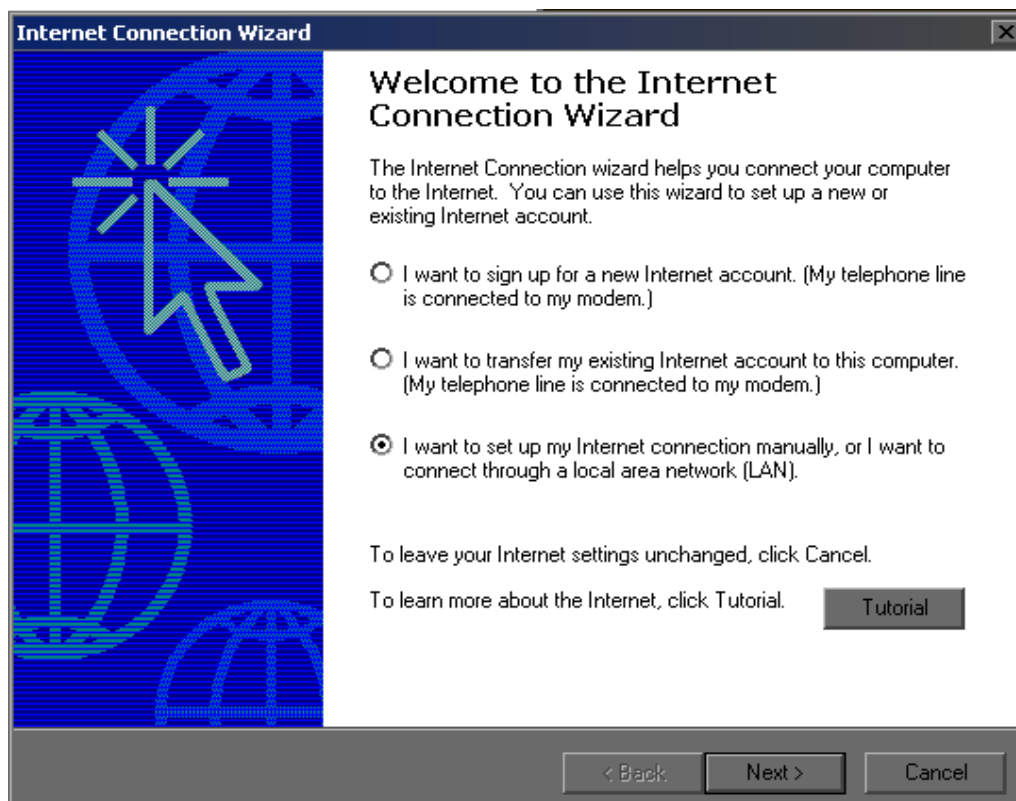 Internet Connection Wizard
Welcome to the Internet
Connection Wizard
The Internet Connection wizard helps you connect your computer
to the Internet.  You can use this wizard to set up a new or
existing Internet account.
I want to sign up for a new Internet account. (My telephone line
is connected to my modem.)
I want to transfer my existing Internet account to this computer.
(My telephone line is connected to my modem.)
I want to set up my Internet connection manually, or I want to
connect through a local area network (LAN).
To leave your Internet settings unchanged, click Cancel.
To learn more about the Internet, click Tutorial.
Tutorial
< Back
Next >
Cancel